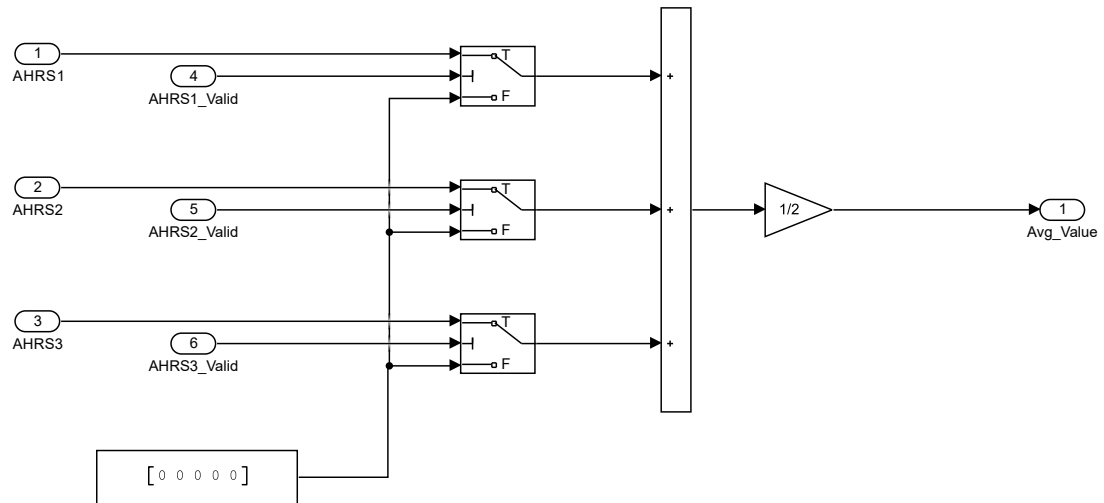 1
AHRS1
4
AHRS1_Valid
T
F
+
2
AHRS2
5
AHRS2_Valid
T
F
+
1/2
1
Avg_Value
3
AHRS3
6
AHRS3_Valid
T
F
+
[0 0 0 0 0]